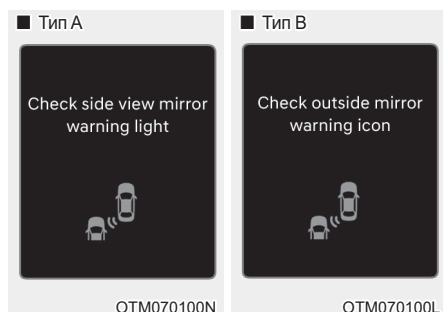 ■ Тип A
Check side view mirror
warning light
OTM070100N
■ Тип B
Check outside mirror
warning icon
OTM070100L